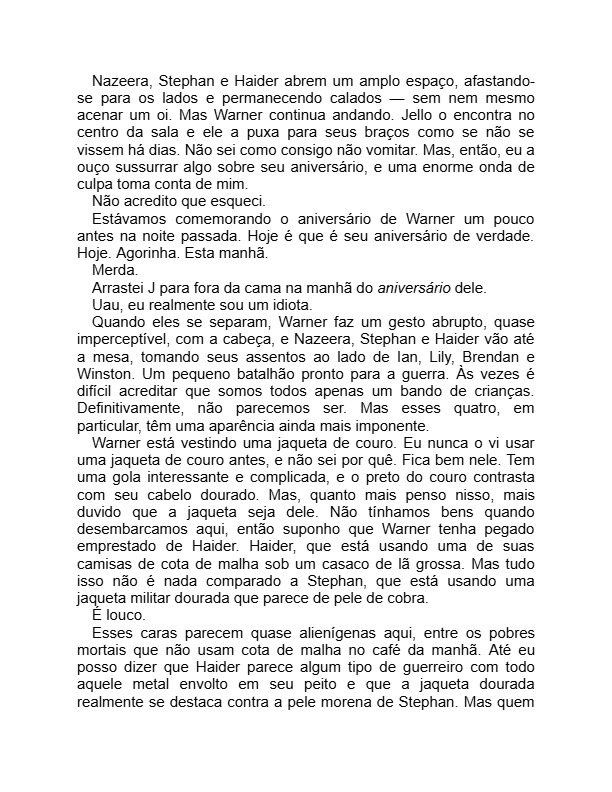 Nazeera, Stephan e Haider abrem um amplo espaço, afastando-
se para os lados e permanecendo calados — sem nem mesmo
acenar um oi. Mas Warner continua andando. Jello o encontra no
centro da sala e ele a puxa para seus braços como se não se
vissem há dias. Não sei como consigo não vomitar. Mas, então, eu a
ouço sussurrar algo sobre seu aniversário, e uma enorme onda de
culpa toma conta de mim.
Não acredito que esqueci.
Estávamos comemorando o aniversário de Warner um pouco
antes na noite passada. Hoje é que é seu aniversário de verdade.
Hoje. Agorinha. Esta manhã.
Merda.
Arrastei J para fora da cama na manhã do aniversário dele.
Uau, eu realmente sou um idiota.
Quando eles se separam, Warner faz um gesto abrupto, quase
imperceptível, com a cabeça, e Nazeera, Stephan e Haider vão até
a mesa, tomando seus assentos ao lado de Ian, Lily, Brendan e
Winston. Um pequeno batalhão pronto para a guerra. Às vezes é
difícil acreditar que somos todos apenas um bando de crianças.
Definitivamente, não parecemos ser. Mas esses quatro, em
particular, têm uma aparência ainda mais imponente.
Warner está vestindo uma jaqueta de couro. Eu nunca o vi usar
uma jaqueta de couro antes, e não sei por quê. Fica bem nele. Tem
uma gola interessante e complicada, e o preto do couro contrasta
com seu cabelo dourado. Mas, quanto mais penso nisso, mais
duvido que a jaqueta seja dele. Não tínhamos bens quando
desembarcamos aqui, então suponho que Warner tenha pegado
emprestado de Haider. Haider, que está usando uma de suas
camisas de cota de malha sob um casaco de lã grossa. Mas tudo
isso não é nada comparado a Stephan, que está usando uma
jaqueta militar dourada que parece de pele de cobra.
É louco.
Esses caras parecem quase alienígenas aqui, entre os pobres
mortais que não usam cota de malha no café da manhã. Até eu
posso dizer que Haider parece algum tipo de guerreiro com todo
aquele metal envolto em seu peito e que a jaqueta dourada
realmente se destaca contra a pele morena de Stephan. Mas quem